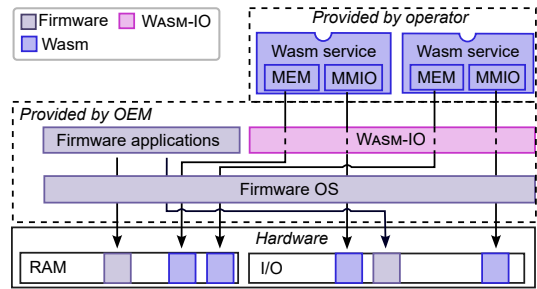 Firmware WASM-IO
Wasm
Provided by operator
Wasm service Wasm service
MEM MMIO MEM MMIO
Provided by OEM
Firmware applications WASM-IO
Firmware OS
Hardware
RAM I/O